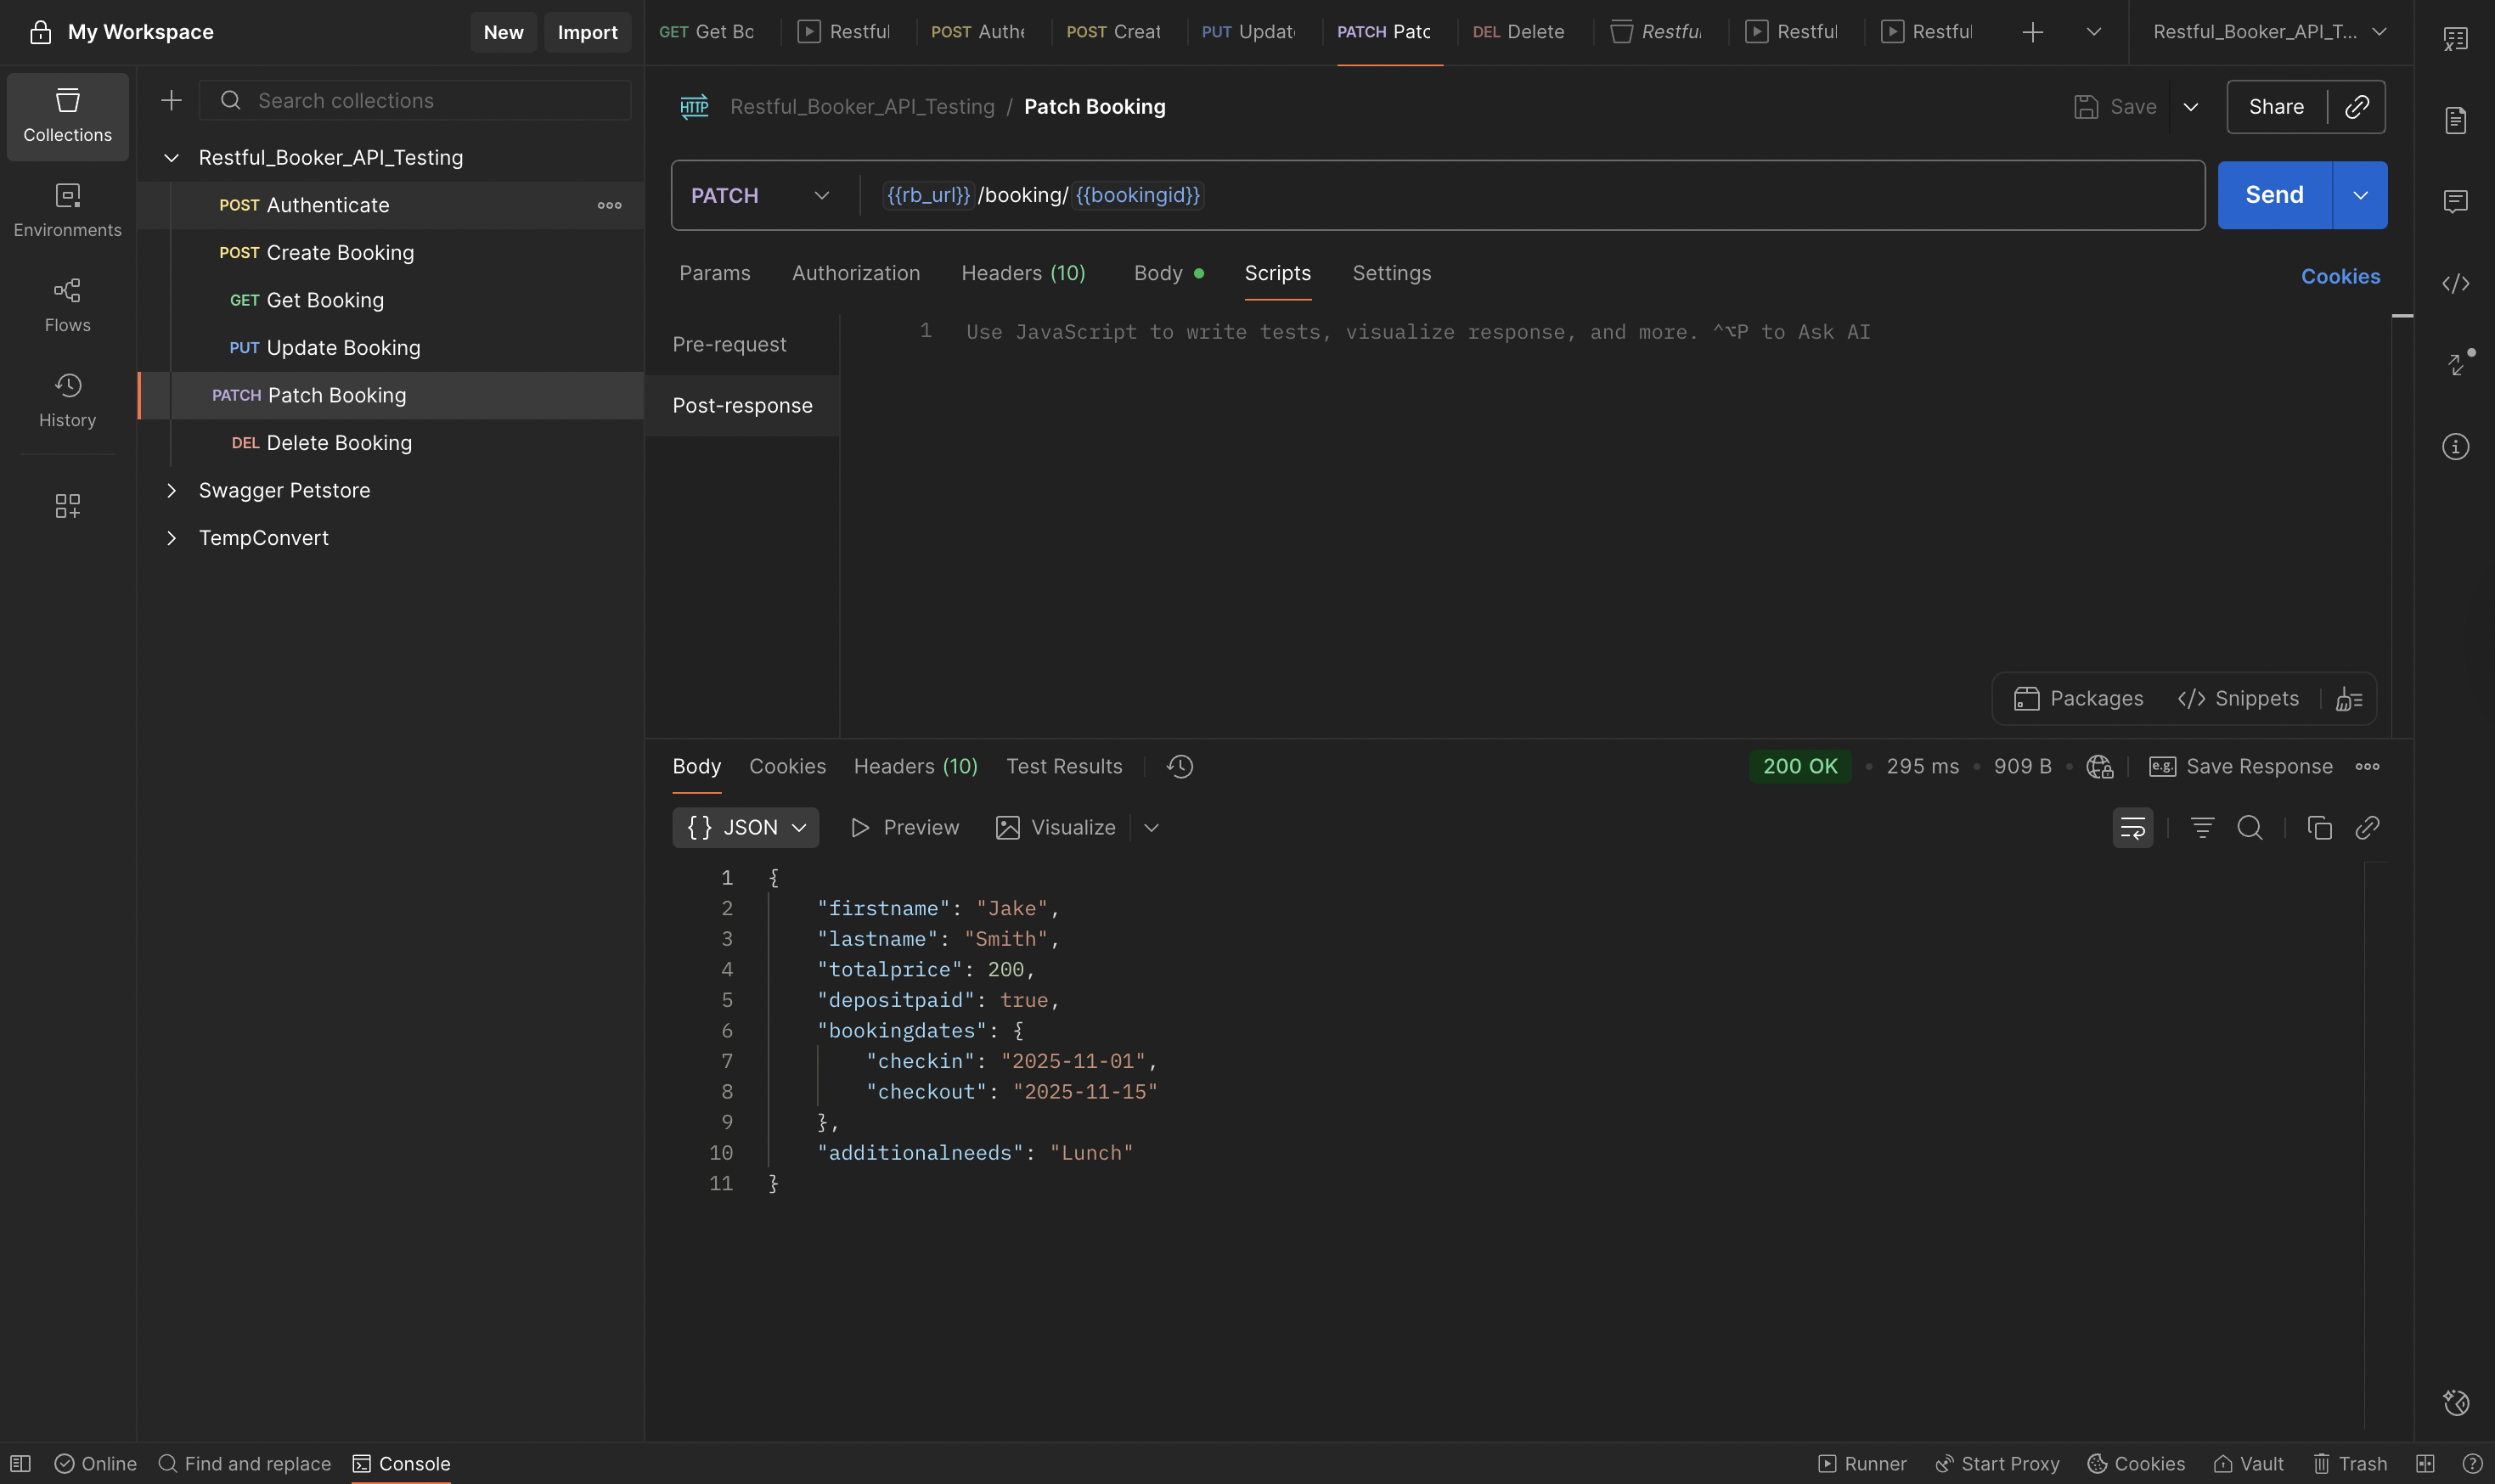 My Workspace
New
Import
GET Get Bo
Restful
POST Authe
POST Creat
PUT Update
PATCH Patc
DEL Delete
Restful
Restful
Restful
Restful_Booker_API_T...
Collections
Environments
Flows
History
Search collections
Restful_Booker_API_Testing
POST Authenticate
POST Create Booking
GET Get Booking
PUT Update Booking
PATCH Patch Booking
DEL Delete Booking
Swagger Petstore
TempConvert
HTTP Restful_Booker_API_Testing / Patch Booking
Save
Share
PATCH
{{rb_url}}/booking/{{bookingid}}
Send
Params
Authorization
Headers (10)
Body
Scripts
Settings
Cookies
Pre-request
Post-response
1 Use JavaScript to write tests, visualize response, and more. ^⌥P to Ask AI
Packages
</> Snippets
Body
Cookies
Headers (10)
Test Results
200 OK • 295 ms • 909 B •
e.g. Save Response
{} JSON
Preview
Visualize
1 {
2 "firstname": "Jake",
3 "lastname": "Smith",
4 "totalprice": 200,
5 "depositpaid": true,
6 "bookingdates": {
7 "checkin": "2025-11-01",
8 "checkout": "2025-11-15"
9 },
10 "additionalneeds": "Lunch"
11 }
Online
Find and replace
Console
Runner
Start Proxy
Cookies
Vault
Trash